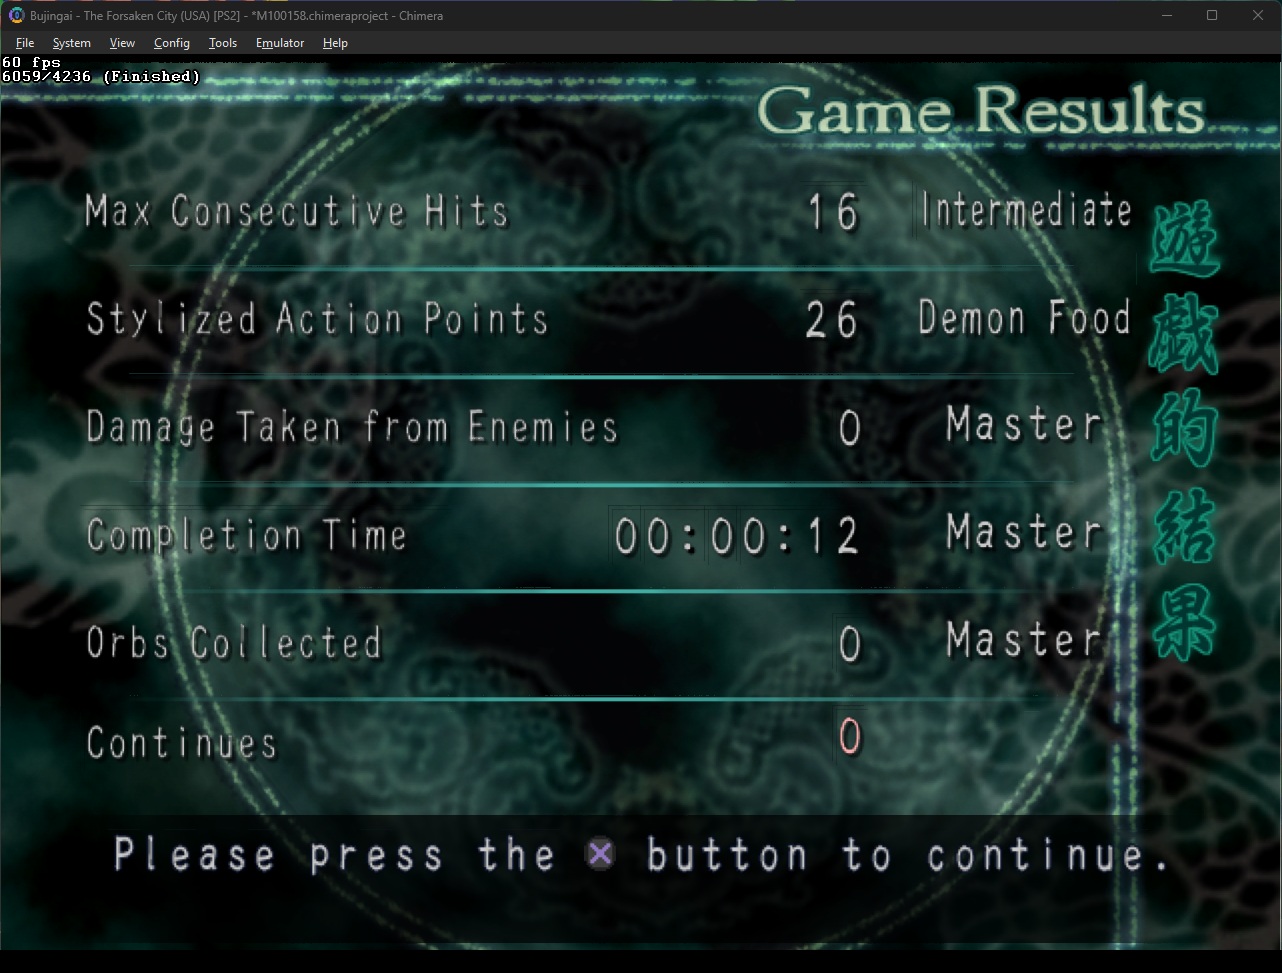 Bujingai - The Forsaken City (USA) [PS2] - *M100158.chimeraproject - Chimera
File System View Config Tools Emulator Help
60 fps
6059/4236 (Finished)
Game Results
Max Consecutive Hits 16 Intermediate
Stylized Action Points 26 Demon Food
Damage Taken from Enemies 0 Master
Completion Time 00:00:12 Master
Orbs Collected 0 Master
Continues 0
遊戯的結果
Please press the × button to continue.